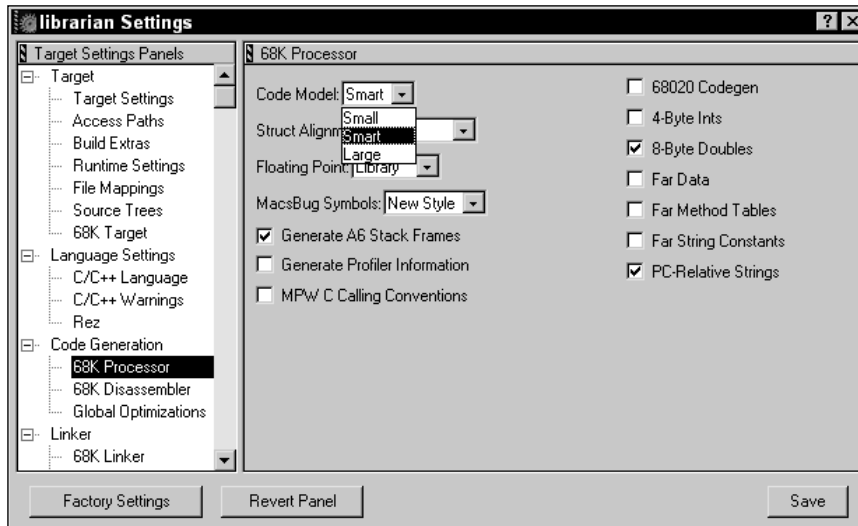 librarian Settings
Target Settings Panels
Target
Target Settings
Access Paths
Build Extras
Runtime Settings
File Mappings
Source Trees
68K Target
Language Settings
C/C++ Language
C/C++ Warnings
Rez
Code Generation
68K Processor
68K Disassembler
Global Optimizations
Linker
68K Linker
68K Processor
Code Model: Smart
Small
Smart
Large
Struct
Floating Point: Library
MacsBug Symbols: New Style
Generate A6 Stack Frames
Generate Profiler Information
MPW C Calling Conventions
68020 Codegen
4-Byte Ints
8-Byte Doubles
Far Data
Far Method Tables
Far String Constants
PC-Relative Strings
Factory Settings
Revert Panel
Save